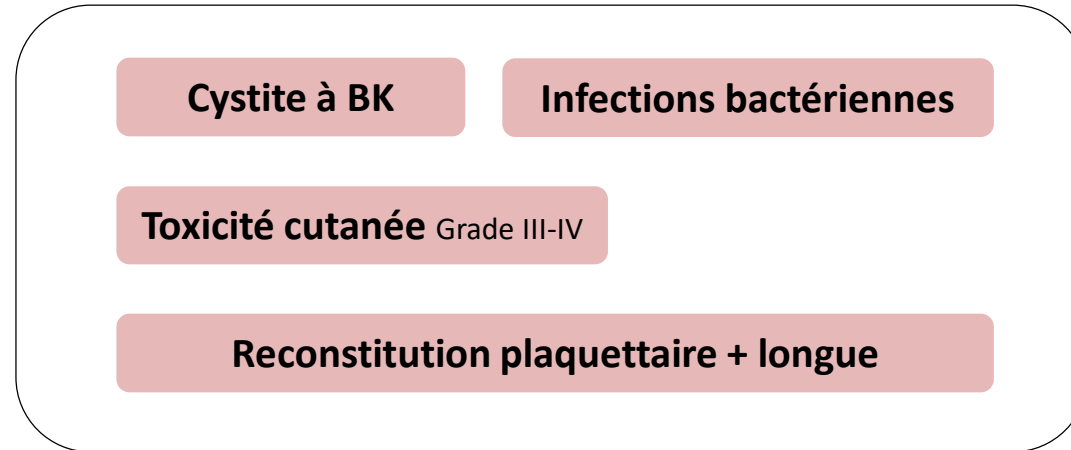 Cystite à BK
Infections bactériennes
Toxicité cutanée Grade III-IV
Reconstitution plaquettaire + longue